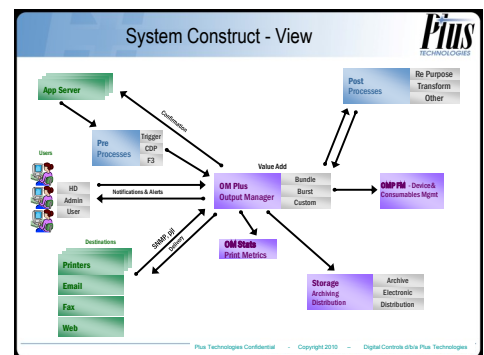 System Construct - View
Plus
TECHNOLOGIES
App Server
Confirmation
Post
Processes
Re Purpose
Transform
Other
Pre
Processes
Trigger
CDP
F3
Users
HD
Admin
User
Notifications & Alerts
Value Add
OM Plus
Output Manager
Bundle
Burst
Custom
OMP FM - Device&
Consumables Mgmt
Destinations
Printers
Email
Fax
Web
SNMP, pjl
Delivery
OM Stats
Print Metrics
Storage
Archiving
Distribution
Archive
Electronic
Distribution
Plus Technologies Confidential - Copyright 2010 – Digital Controls d/b/a Plus Technologies